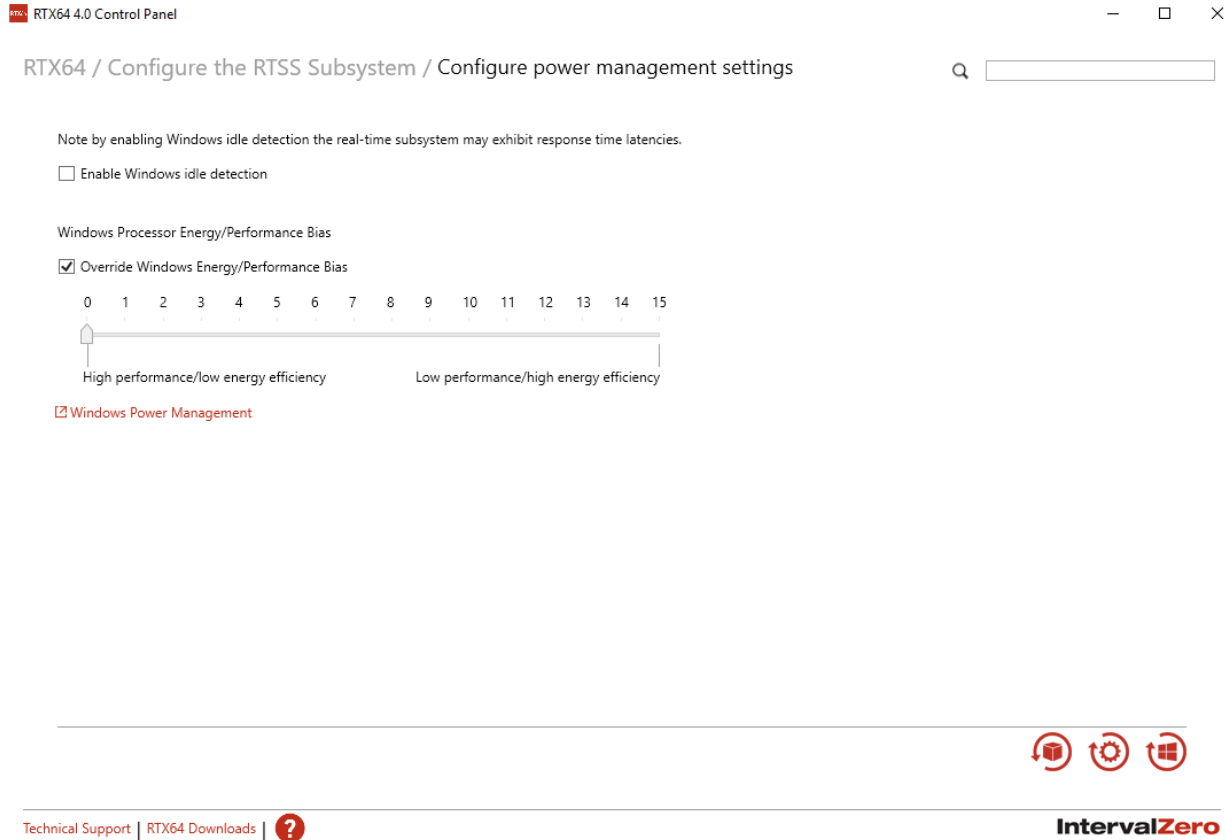 RTX64 4.0 Control Panel
RTX64 / Configure the RTSS Subsystem / Configure power management settings
Note by enabling Windows idle detection the real-time subsystem may exhibit response time latencies.
Enable Windows idle detection
Windows Processor Energy/Performance Bias
Override Windows Energy/Performance Bias
0 1 2 3 4 5 6 7 8 9 10 11 12 13 14 15
High performance/low energy efficiency Low performance/high energy efficiency
Windows Power Management
Technical Support | RTX64 Downloads | ? IntervalZero